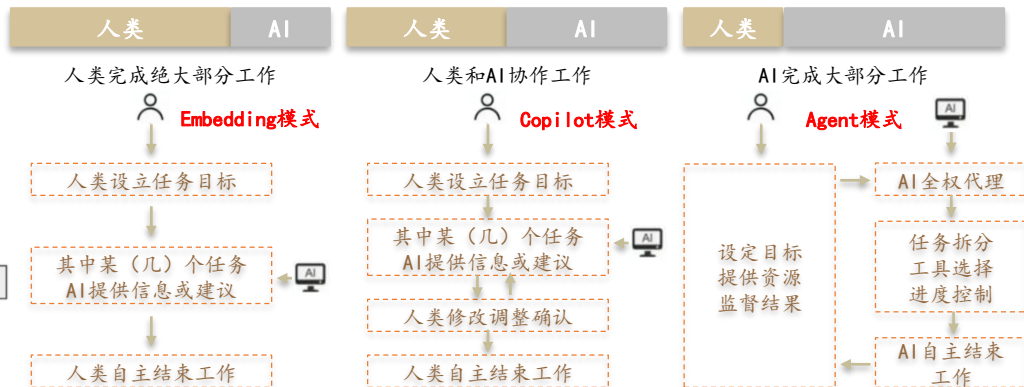 人类 AI
人类完成绝大部分工作
Embedding模式
人类设立任务目标
其中某（几）个任务
AI提供信息或建议
AI
人类自主结束工作
人类 AI
人类和AI协作工作
Copilot模式
人类设立任务目标
其中某（几）个任务
AI提供信息或建议
AI
人类修改调整确认
人类自主结束工作
人类 AI
AI完成大部分工作
Agent模式
AI
设定目标
提供资源
监督结果
AI全权代理
任务拆分
工具选择
进度控制
AI自主结束
工作